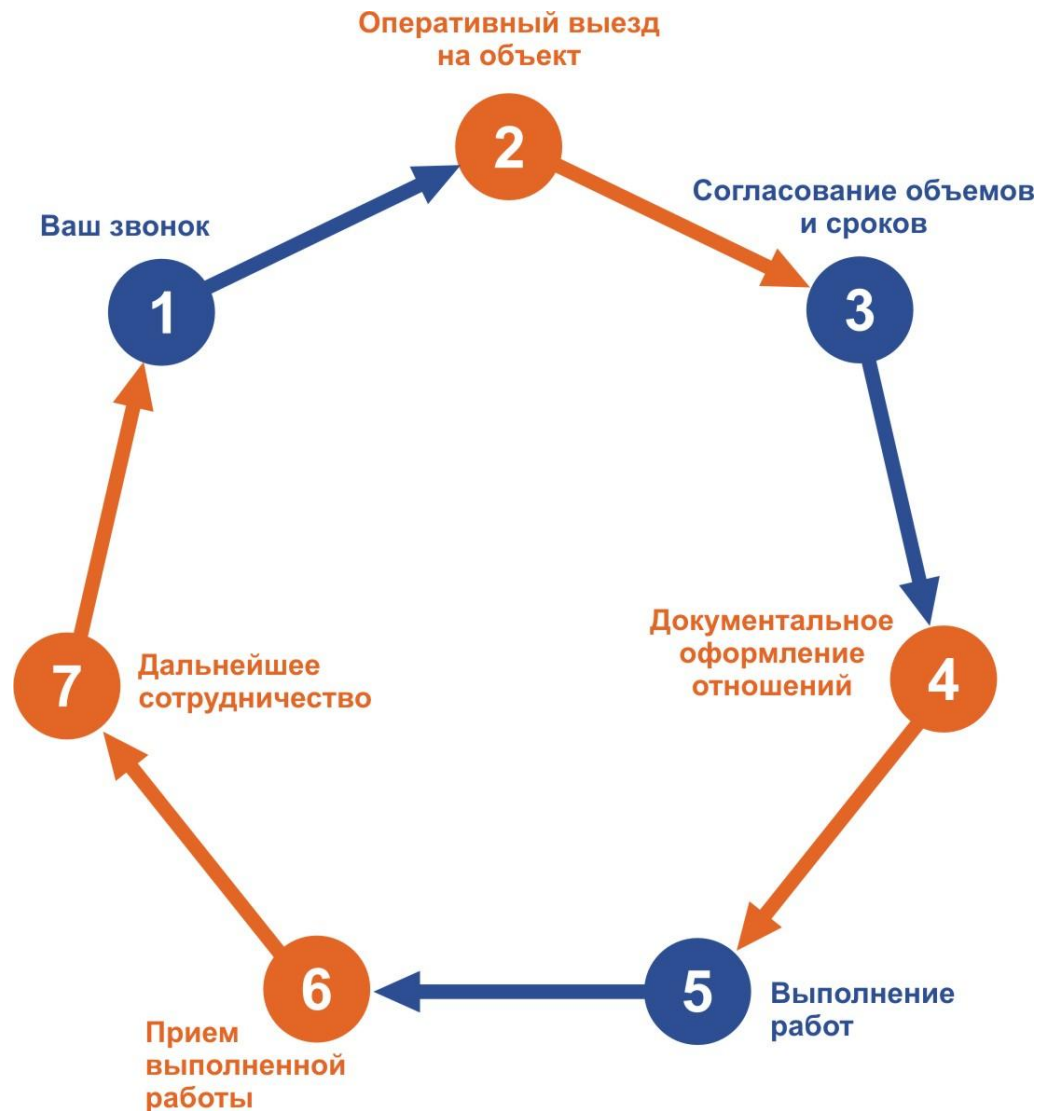 Оперативный выезд
на объект
2
Ваш звонок
1
Согласование объемов
и сроков
3
Документальное
оформление
отношений
4
Выполнение
работ
5
Прием
выполненной
работы
6
Дальнейшее
сотрудничество
7